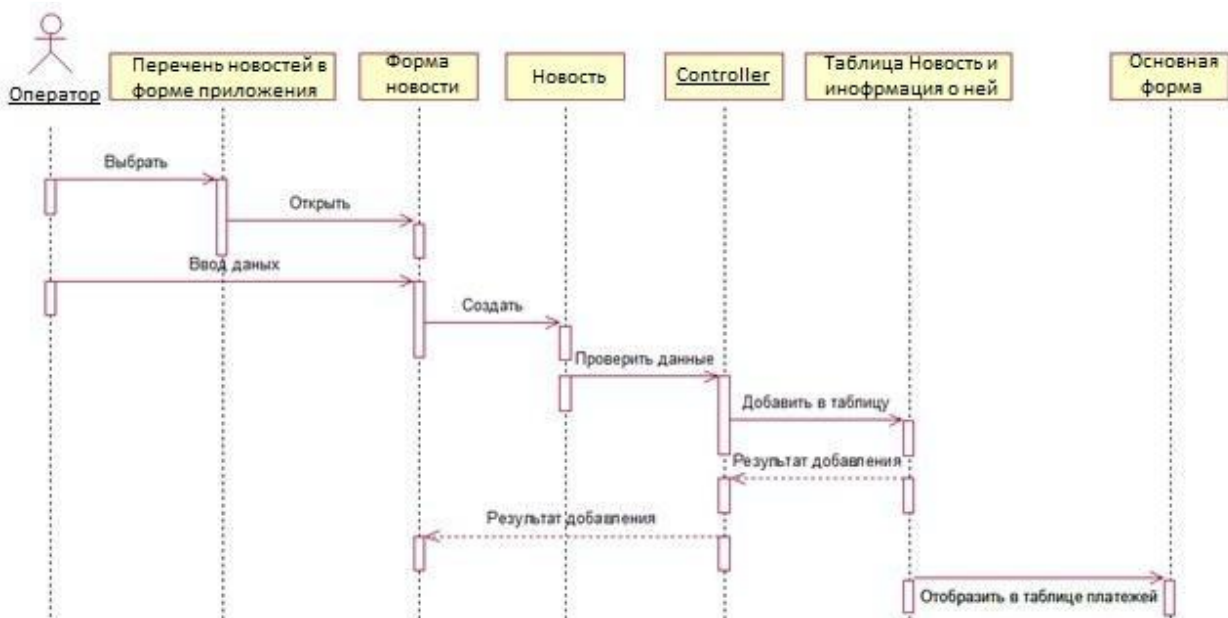 Оператор
Перечень новостей в
форме приложения
Форма
новости
Новость
Controller
Таблица Новость и
инофрмация о ней
Основная
форма
Выбрать
Открыть
Ввод даных
Создать
Проверить данные
Добавить в таблицу
Результат добавления
Результат добавления
Отобразить в таблице платежей